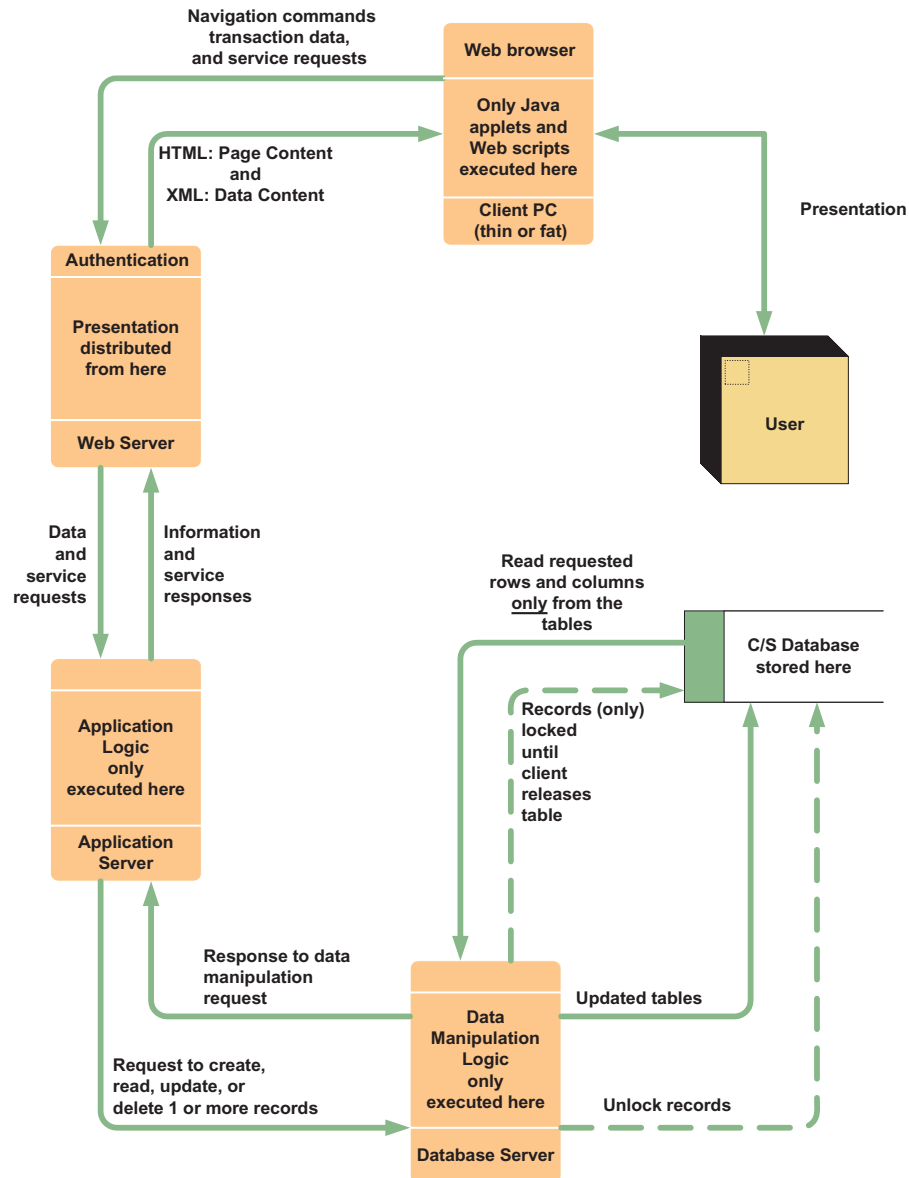 Navigation commands
transaction data,
and service requests
Web browser
Only Java
applets and
Web scripts
executed here
Client PC
(thin or fat)
HTML: Page Content
and
XML: Data Content
Presentation
User
Authentication
Presentation
distributed
from here
Web Server
Data
and
service
requests
Information
and
service
responses
Read requested
rows and columns
only from the
tables
C/S Database
stored here
Records (only)
locked
until
client
releases
table
Application
Logic
only
executed here
Application
Server
Response to data
manipulation
request
Updated tables
Data
Manipulation
Logic
only
executed here
Database Server
Request to create,
read, update, or
delete 1 or more records
Unlock records